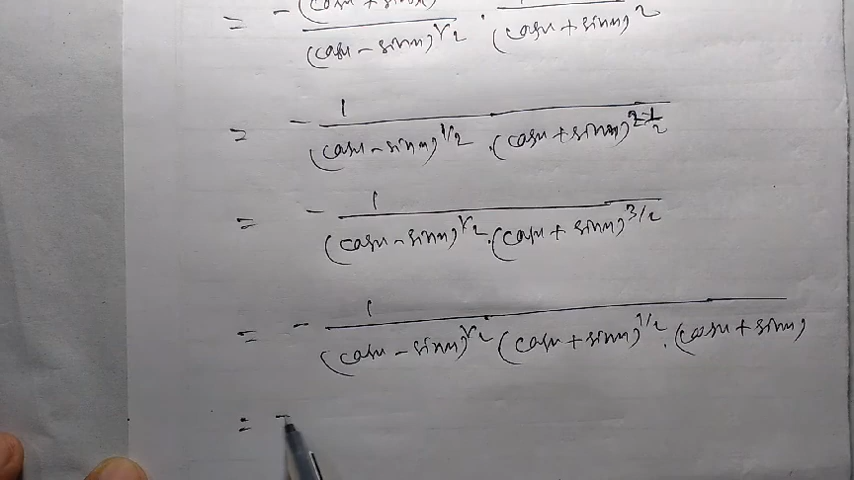 = - (cosx + sinx) / (cosx - sinx)^1/2 · / (cosx + sinx)^2
= - 1 / (cosx - sinx)^1/2 · (cosx + sinx)^2-1/2
= - 1 / (cosx - sinx)^1/2 · (cosx + sinx)^3/2
= - 1 / (cosx - sinx)^1/2 (cosx + sinx)^1/2 · (cosx + sinx)
= -